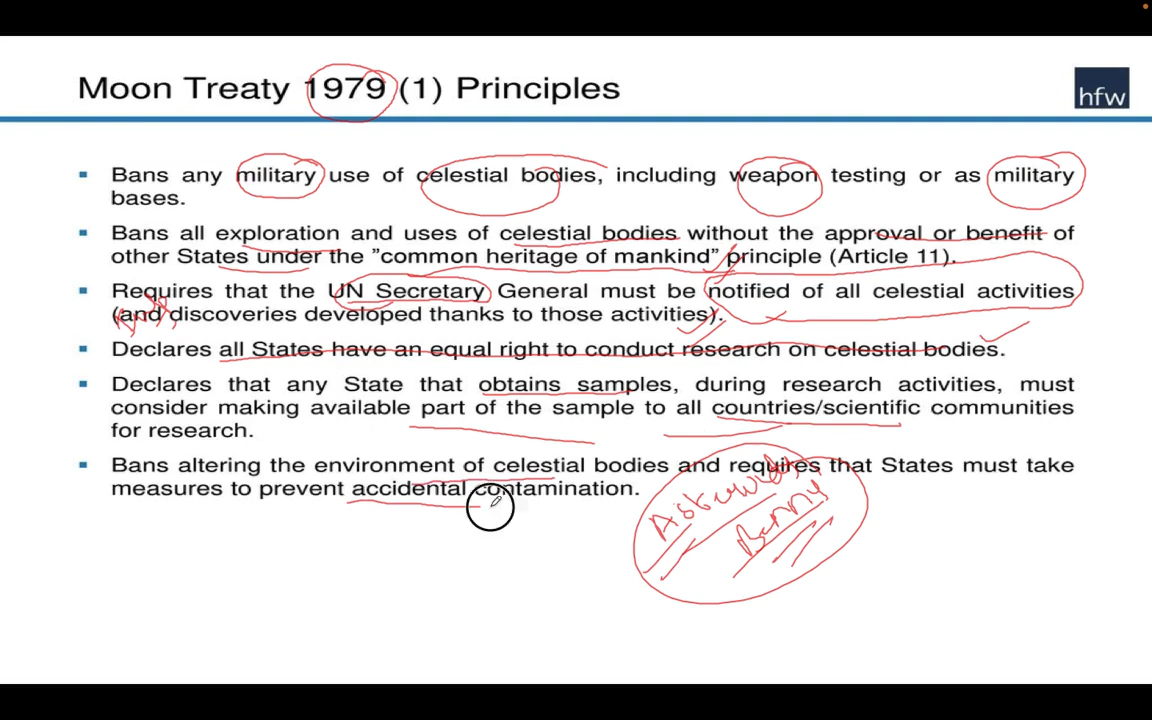 Moon Treaty 1979 (1) Principles
hfw
▪ Bans any military use of celestial bodies, including weapon testing or as military
bases.
▪ Bans all exploration and uses of celestial bodies without the approval or benefit of
other States under the ”common heritage of mankind” principle (Article 11).
▪ Requires that the UN Secretary General must be notified of all celestial activities
(and discoveries developed thanks to those activities).
▪ Declares all States have an equal right to conduct research on celestial bodies.
▪ Declares that any State that obtains samples, during research activities, must
consider making available part of the sample to all countries/scientific communities
for research.
▪ Bans altering the environment of celestial bodies and requires that States must take
measures to prevent accidental contamination.